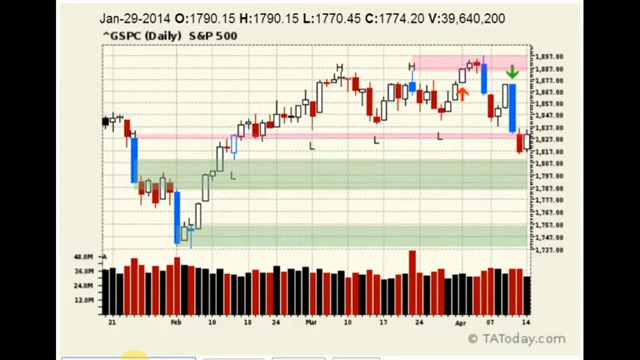 Jan-29-2014 O:1790.15 H:1790.15 L:1770.45 C:1774.20 V:39,640,200
^GSPC (Daily) S&P 500
1,897.00
1,887.00
1,877.00
1,867.00
1,857.00
1,847.00
1,837.00
1,827.00
1,817.00
1,807.00
1,797.00
1,787.00
1,777.00
1,767.00
1,757.00
1,747.00
1,737.00
H
H
H
L
L
L
L
L
48.0M
36.0M
24.0M
12.0M
A
21 Feb 10 18 24 Mar 10 18 24 Apr 07 14
© TAToday.com